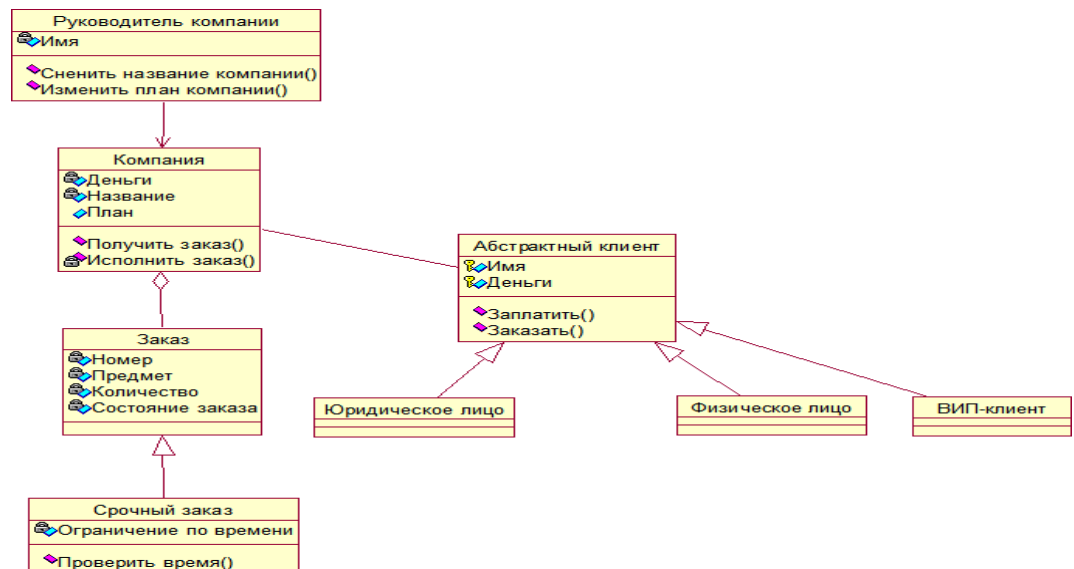 Руководитель компании
Имя
Сненить название компании()
Изменить план компании()
Компания
Деньги
Название
План
Получить заказ()
Исполнить заказ()
Абстрактный клиент
Имя
Деньги
Заплатить()
Заказать()
Заказ
Номер
Предмет
Количество
Состояние заказа
Юридическое лицо
Физическое лицо
ВИП-клиент
Срочный заказ
Ограничение по времени
Проверить время()